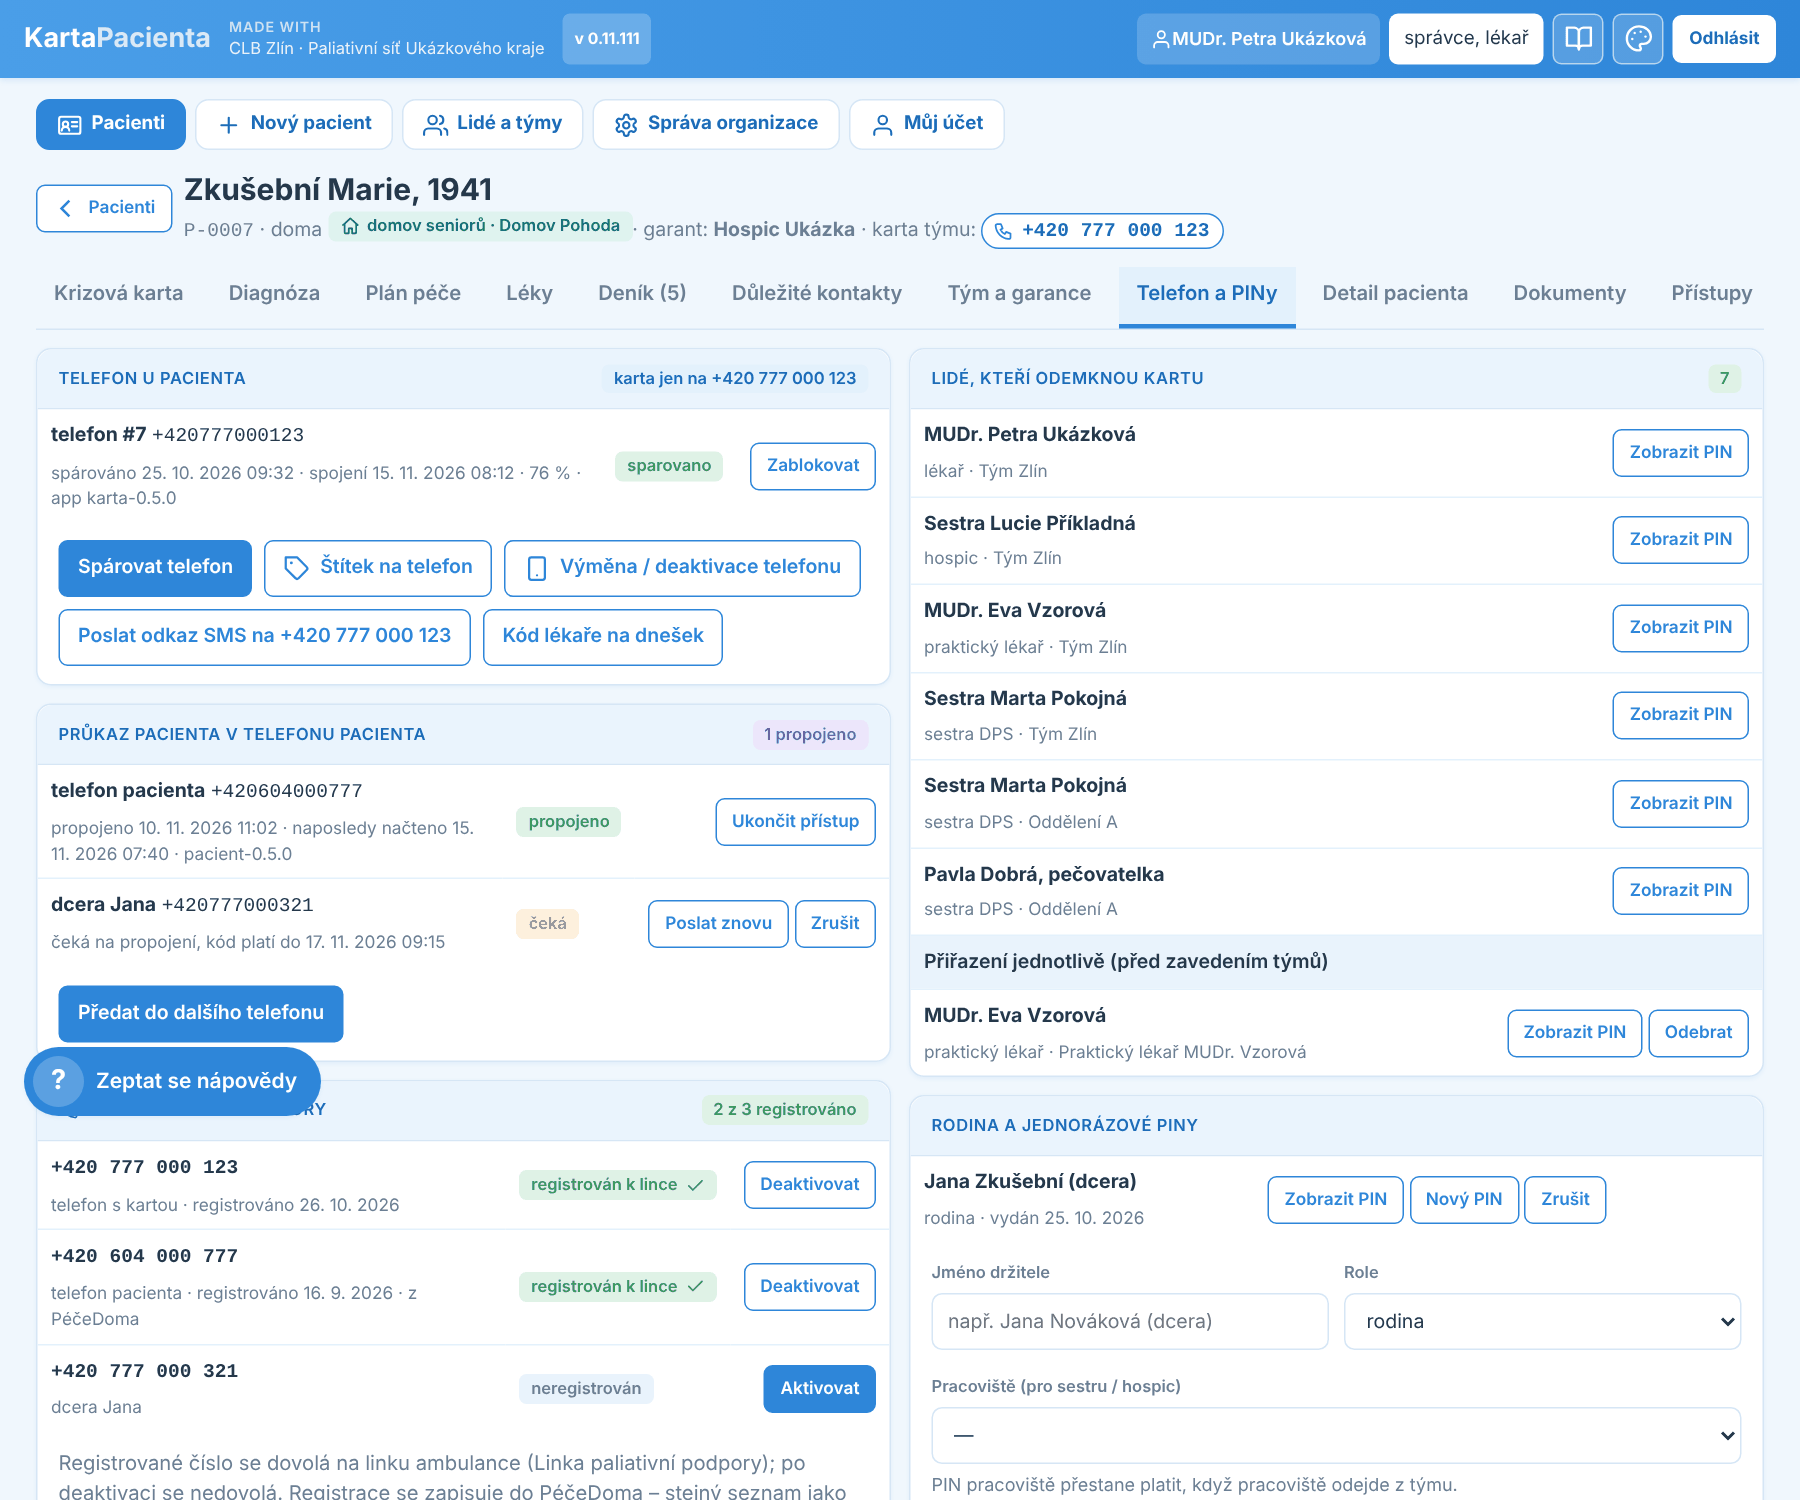 KartaPacienta
MADE WITH
CLB Zlín · Paliativní síť Ukázkového kraje
v 0.11.111
MUDr. Petra Ukázková
správce, lékař
Odhlásit
Pacienti
Nový pacient
Lidé a týmy
Správa organizace
Můj účet
Pacienti
Zkušební Marie, 1941
P-0007 · doma domov seniorů · Domov Pohoda · garant: Hospic Ukázka · karta týmu: +420 777 000 123
Krizová karta
Diagnóza
Plán péče
Léky
Deník (5)
Důležité kontakty
Tým a garance
Telefon a PINy
Detail pacienta
Dokumenty
Přístupy
TELEFON U PACIENTA
karta jen na +420 777 000 123
telefon #7 +420777000123
spárováno 25. 10. 2026 09:32 · spojení 15. 11. 2026 08:12 · 76 % ·
app karta-0.5.0
sparovano
Zablokovat
Spárovat telefon
Štítek na telefon
Výměna / deaktivace telefonu
Poslat odkaz SMS na +420 777 000 123
Kód lékaře na dnešek
PRŮKAZ PACIENTA V TELEFONU PACIENTA
1 propojeno
telefon pacienta +420604000777
propojeno 10. 11. 2026 11:02 · naposledy načteno 15.
11. 2026 07:40 · pacient-0.5.0
propojeno
Ukončit přístup
dcera Jana +420777000321
čeká na propojení, kód platí do 17. 11. 2026 09:15
čeká
Poslat znovu
Zrušit
Předat do dalšího telefonu
? Zeptat se nápovědy
2 z 3 registrováno
+420 777 000 123
telefon s kartou · registrováno 26. 10. 2026
registrován k lince
Deaktivovat
+420 604 000 777
telefon pacienta · registrováno 16. 9. 2026 · z
PéčeDoma
registrován k lince
Deaktivovat
+420 777 000 321
dcera Jana
neregistrován
Aktivovat
Registrované číslo se dovolá na linku ambulance (Linka paliativní podpory); po
deaktivaci se nedovolá. Registrace se zapisuje do PéčeDoma – stejný seznam jako
LIDÉ, KTEŘÍ ODEMKNOU KARTU
7
MUDr. Petra Ukázková
lékař · Tým Zlín
Zobrazit PIN
Sestra Lucie Příkladná
hospic · Tým Zlín
Zobrazit PIN
MUDr. Eva Vzorová
praktický lékař · Tým Zlín
Zobrazit PIN
Sestra Marta Pokojná
sestra DPS · Tým Zlín
Zobrazit PIN
Sestra Marta Pokojná
sestra DPS · Oddělení A
Zobrazit PIN
Pavla Dobrá, pečovatelka
sestra DPS · Oddělení A
Zobrazit PIN
Přiřazení jednotlivě (před zavedením týmů)
MUDr. Eva Vzorová
praktický lékař · Praktický lékař MUDr. Vzorová
Zobrazit PIN
Odebrat
RODINA A JEDNORÁZOVÉ PINY
Jana Zkušební (dcera)
rodina · vydán 25. 10. 2026
Zobrazit PIN
Nový PIN
Zrušit
Jméno držitele
Role
např. Jana Nováková (dcera)
rodina
Pracoviště (pro sestru / hospic)
—
PIN pracoviště přestane platit, když pracoviště odejde z týmu.